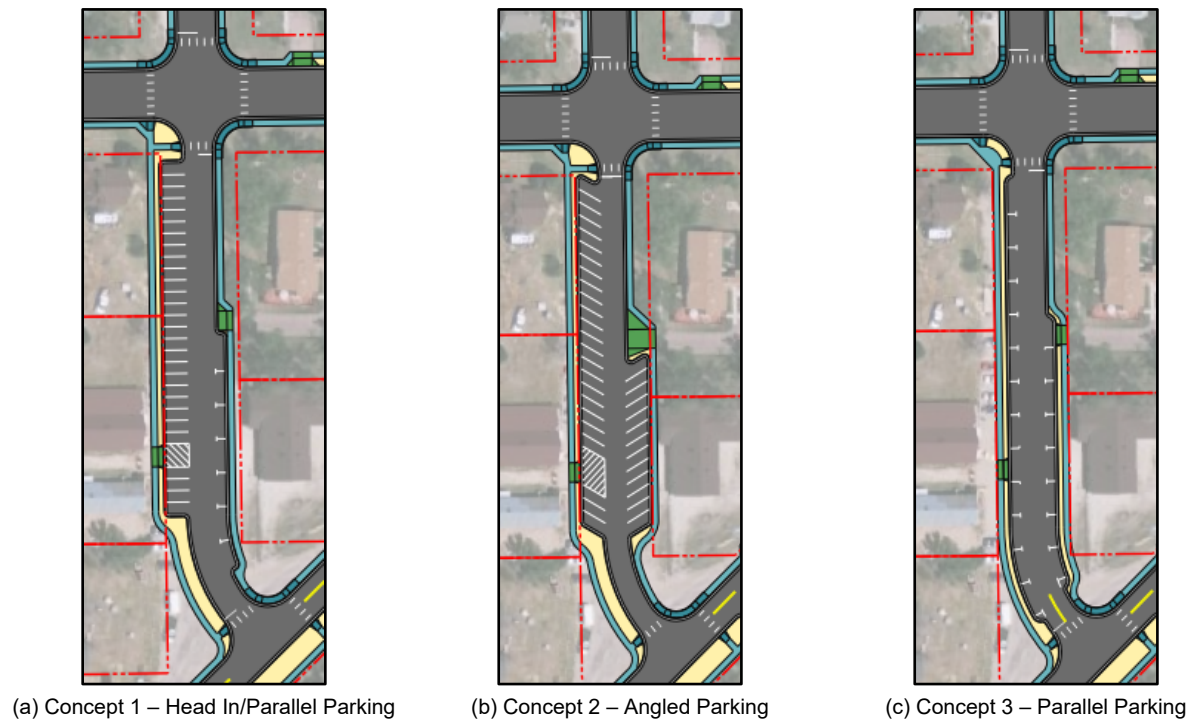 (a) Concept 1 – Head In/Parallel Parking
(b) Concept 2 – Angled Parking
(c) Concept 3 – Parallel Parking